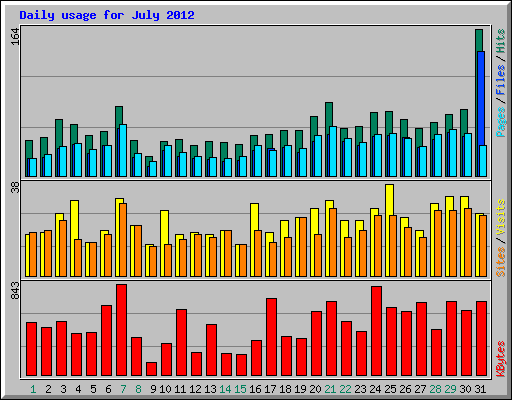 Daily usage for July 2012
164
Pages / Files / Hits
38
Sites / Visits
843
KBytes
1 2 3 4 5 6 7 8 9 10 11 12 13 14 15 16 17 18 19 20 21 22 23 24 25 26 27 28 29 30 31